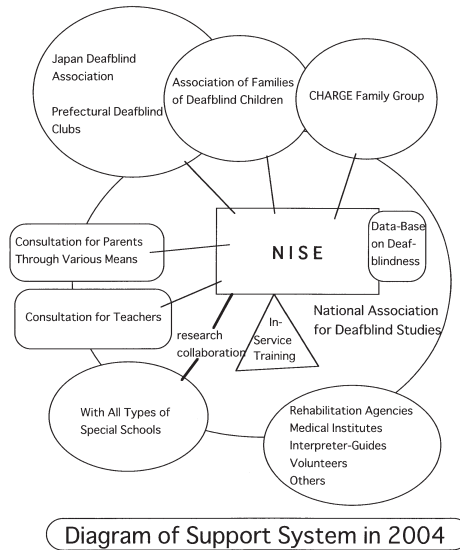 Japan Deafblind
Association
Prefectural Deafblind
Clubs
Association of Families
of Deafblind Children
CHARGE Family Group
Consultation for Parents
Through Various Means
NISE
Data-Base
on Deaf-
blindness
Consultation for Teachers
research
collaboration
In-
Service
Training
National Association
for Deafblind Studies
With All Types of
Special Schools
Rehabilitation Agencies
Medical Institutes
Interpreter-Guides
Volunteers
Others
Diagram of Support System in 2004